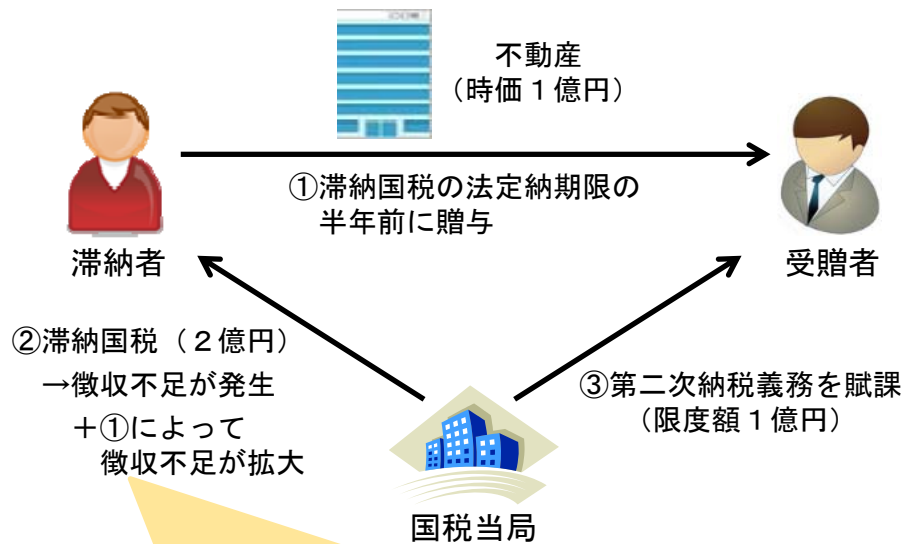 不動産
（時価１億円）
①滞納国税の法定納期限の
半年前に贈与
滞納者
受贈者
②滞納国税（２億円）
→徴収不足が発生
＋①によって
徴収不足が拡大
③第二次納税義務を賦課
（限度額１億円）
国税当局